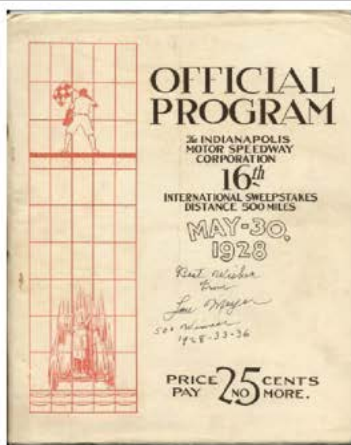 OFFICIAL
PROGRAM
The INDIANAPOLIS
MOTOR SPEEDWAY
CORPORATION
16th
INTERNATIONAL SWEEPSTAKES
DISTANCE 500 MILES
MAY-30,
1928
Best Wishes
From
Lou Meyer
500 Winner
1928-33-36
PRICE 25 CENTS
PAY NO MORE.